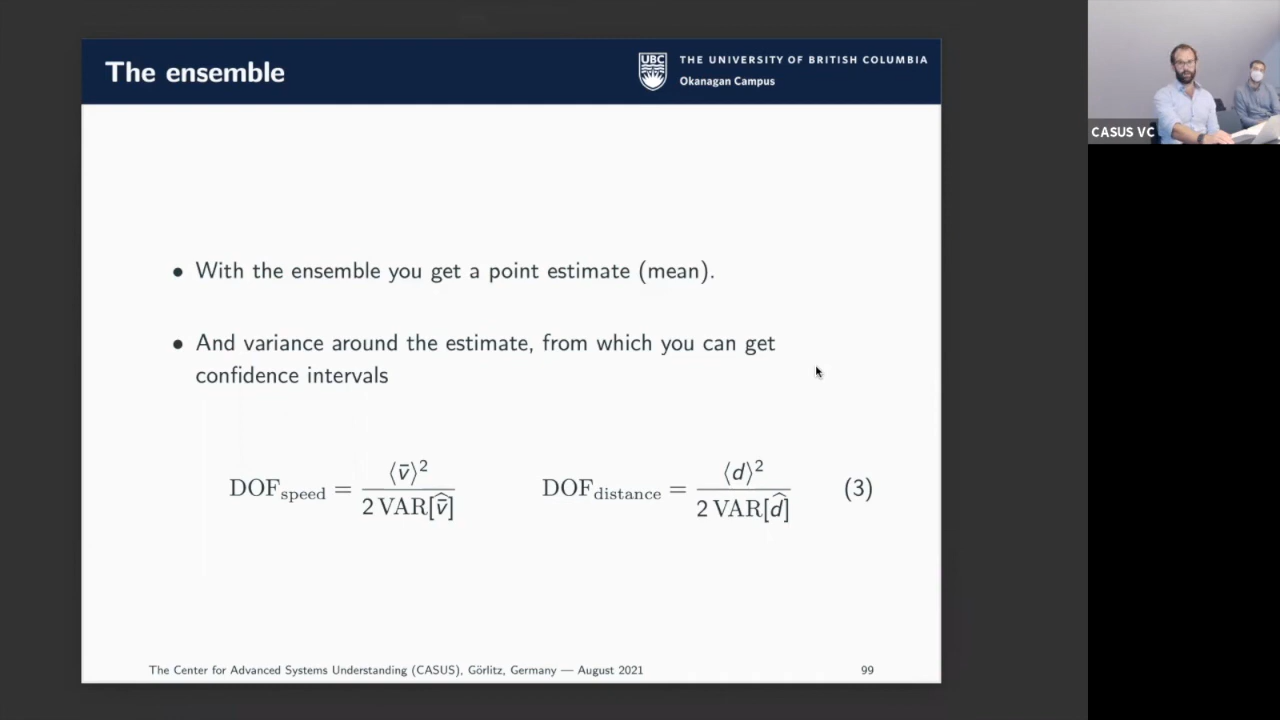 The ensemble
UBC
THE UNIVERSITY OF BRITISH COLUMBIA
Okanagan Campus
CASUS VC
• With the ensemble you get a point estimate (mean).
• And variance around the estimate, from which you can get
confidence intervals
DOF_speed = ⟨v̄⟩² / 2 VAR[v̄̂] DOF_distance = ⟨d⟩² / 2 VAR[d̂] (3)
The Center for Advanced Systems Understanding (CASUS), Görlitz, Germany — August 2021 99